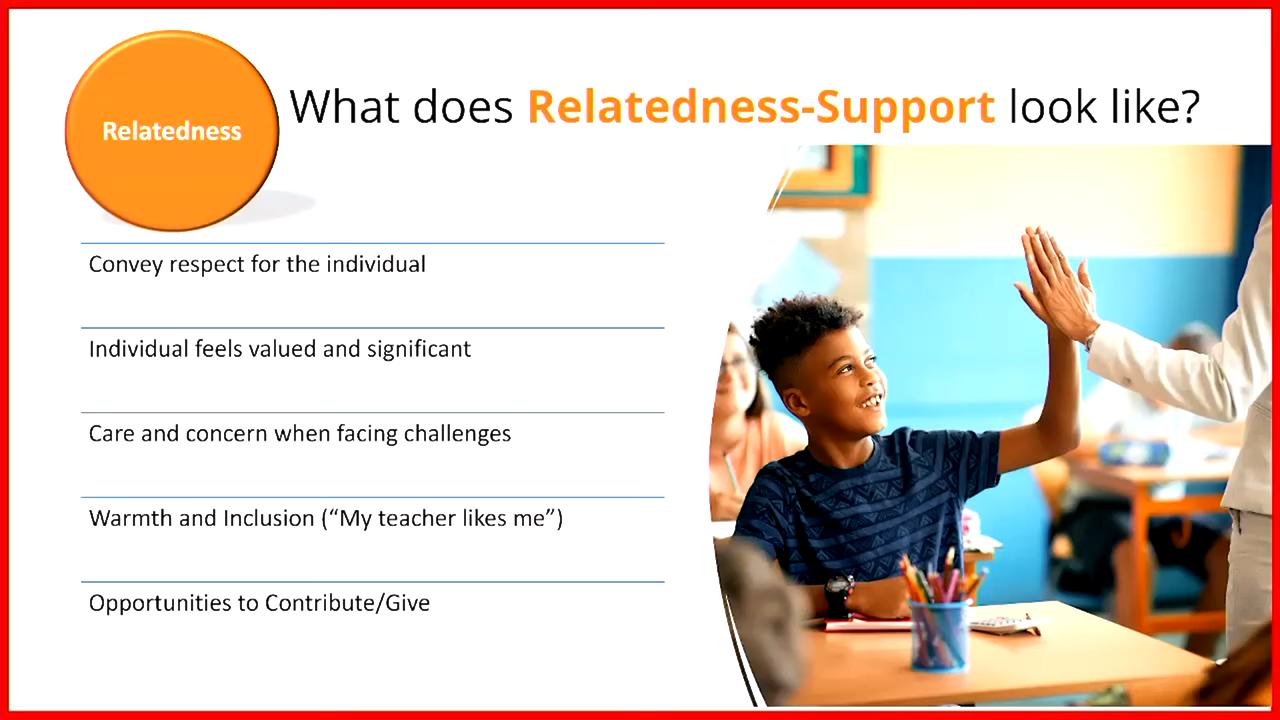 Relatedness
What does Relatedness-Support look like?
Convey respect for the individual
Individual feels valued and significant
Care and concern when facing challenges
Warmth and Inclusion (“My teacher likes me”)
Opportunities to Contribute/Give